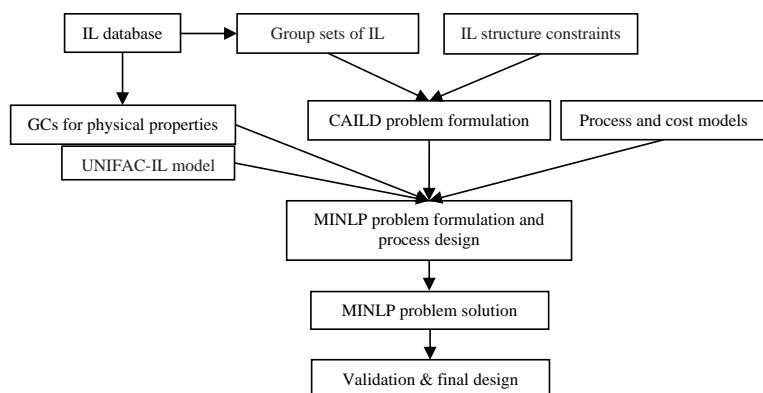 IL database
Group sets of IL
IL structure constraints
GCs for physical properties
CAILD problem formulation
Process and cost models
UNIFAC-IL model
MINLP problem formulation and
process design
MINLP problem solution
Validation & final design